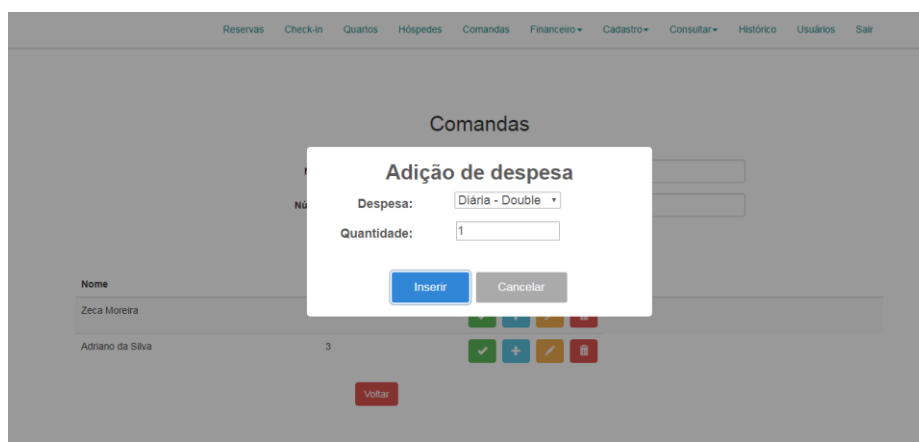 Reservas Check-in Quartos Hóspedes Comandas Financeiro Cadastro Consultar Histórico Usuários Sair
Comandas
Adição de despesa
Despesa: Diária - Double
Quantidade: 1
Inserir Cancelar
Nome
Zeca Moreira
Adriano da Silva 3
Voltar